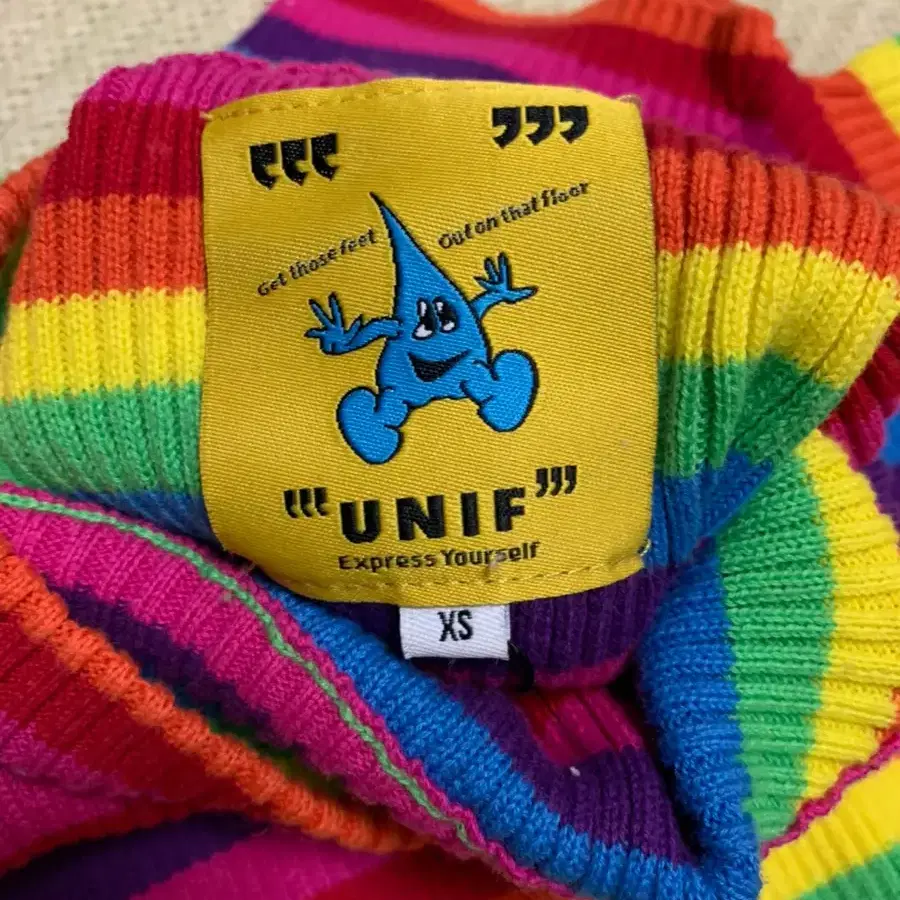 Get those feet
Out on that floor
"UNIF"
Express Yourself
XS